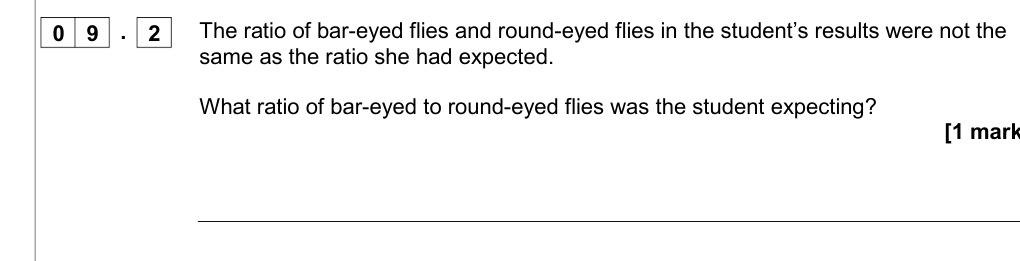 09.2 The ratio of bar-eyed flies and round-eyed flies in the student's results were not the
same as the ratio she had expected.
What ratio of bar-eyed to round-eyed flies was the student expecting?
[1 mark